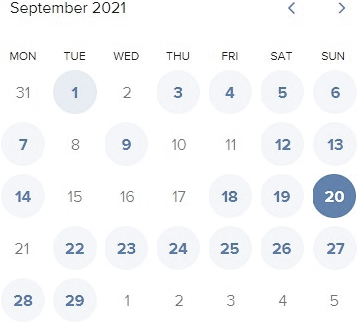 September 2021 < >
MON TUE WED THU FRI SAT SUN
31 1 2 3 4 5 6
7 8 9 10 11 12 13
14 15 16 17 18 19 20
21 22 23 24 25 26 27
28 29 1 2 3 4 5